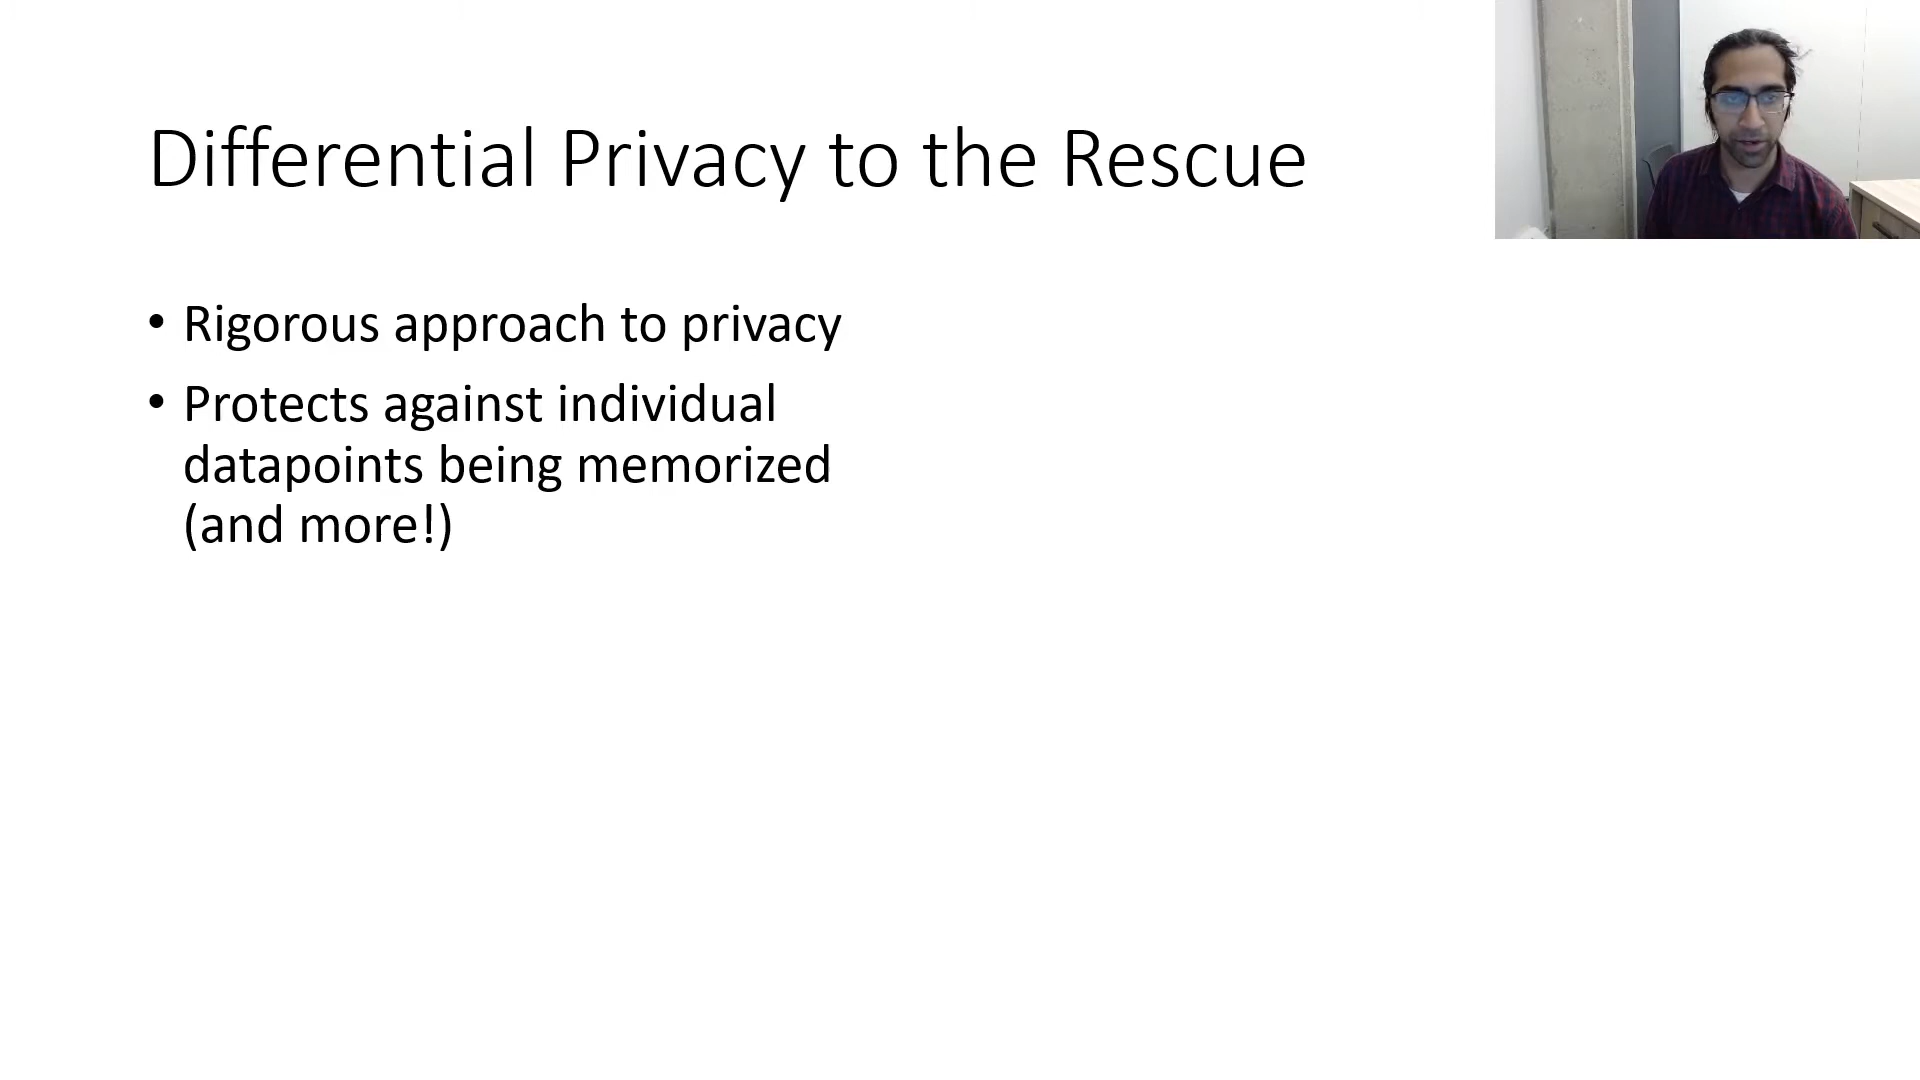 Differential Privacy to the Rescue
• Rigorous approach to privacy
• Protects against individual
datapoints being memorized
(and more!)